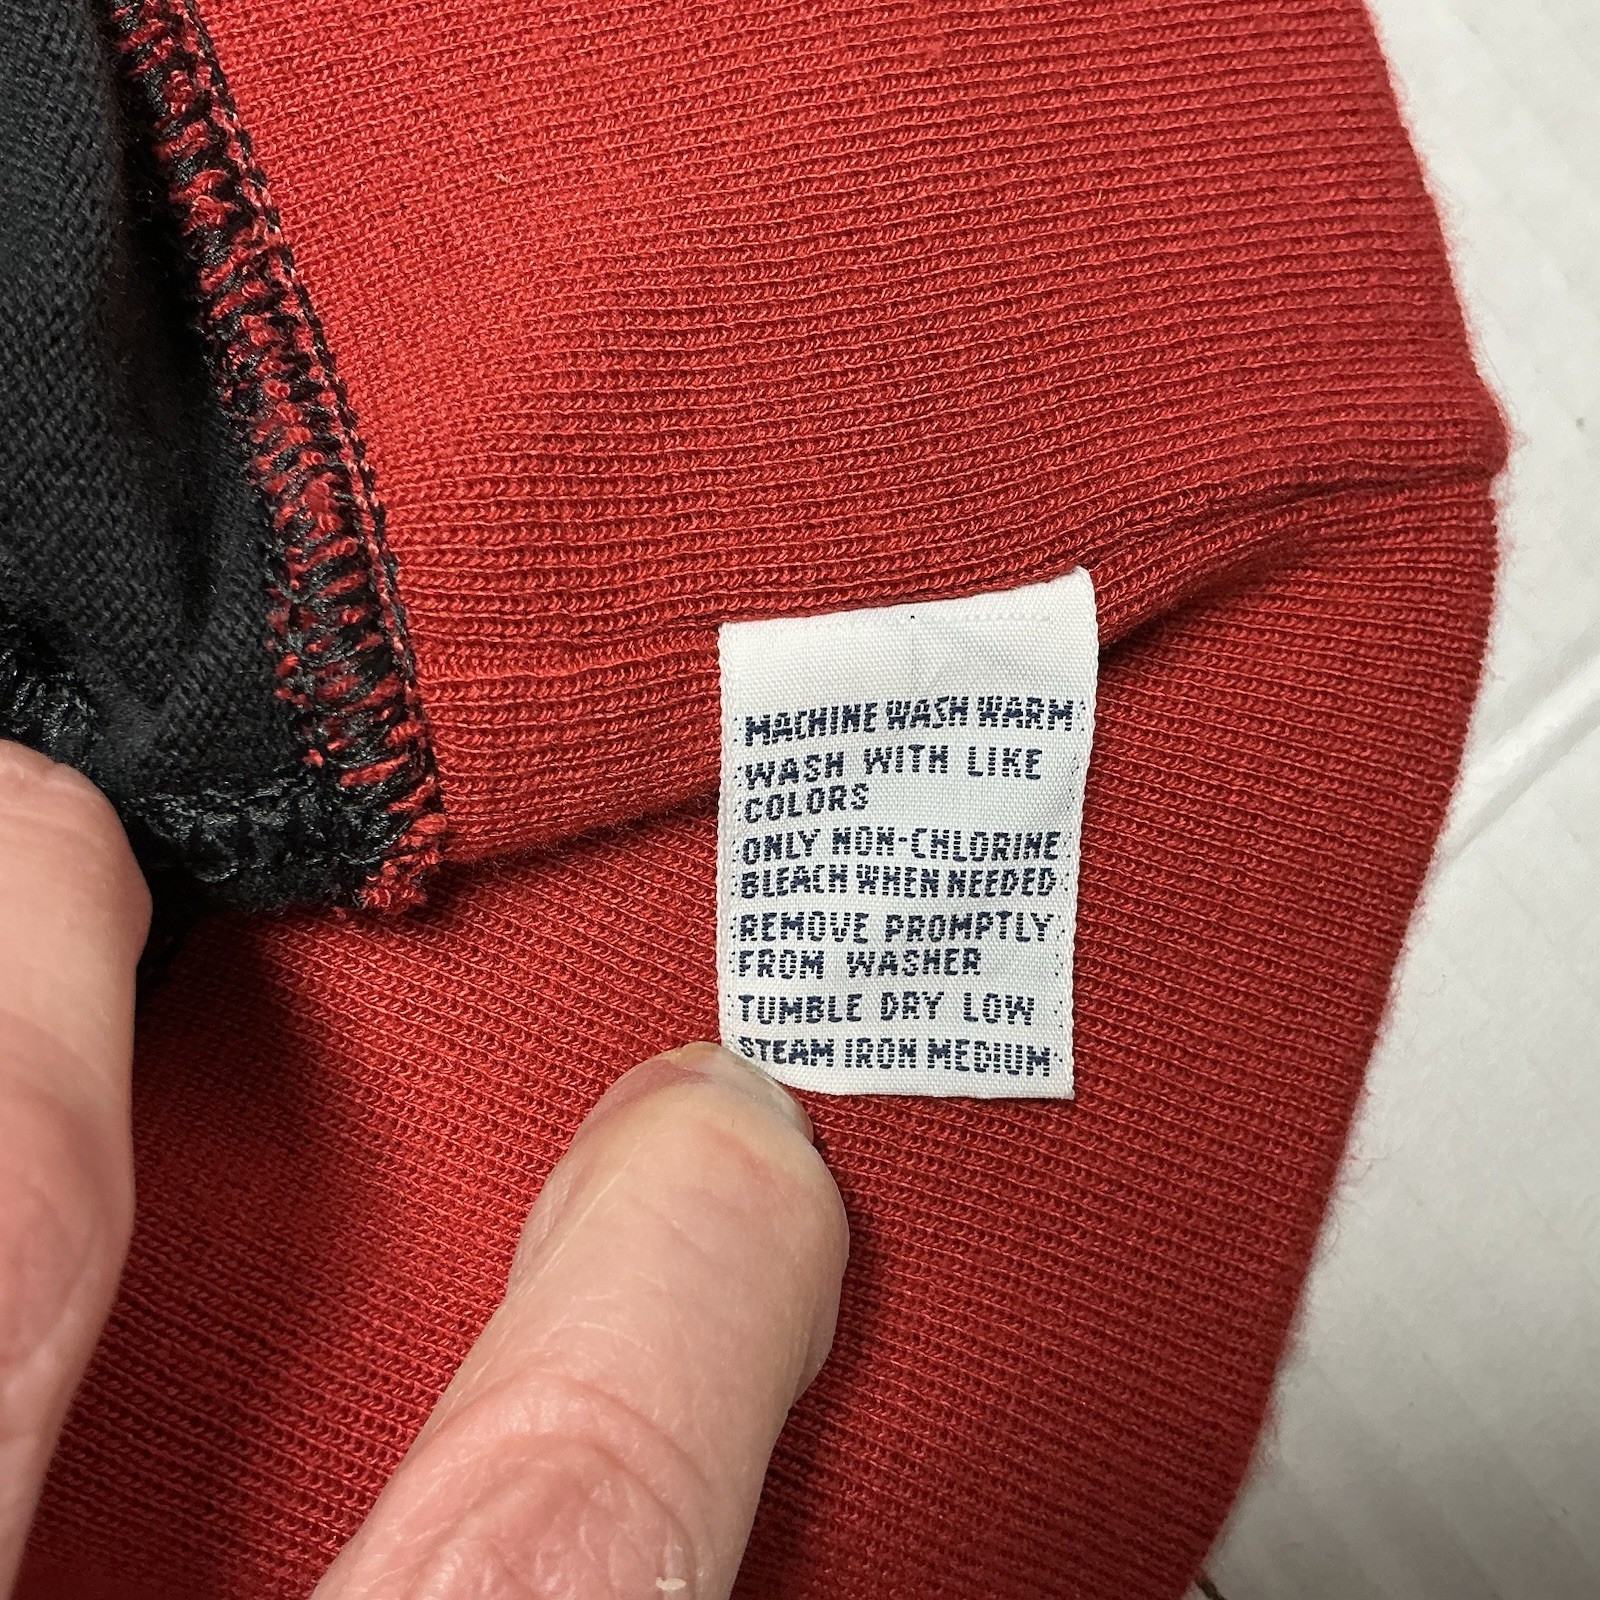 MACHINE WASH WARM
WASH WITH LIKE
COLORS
ONLY NON-CHLORINE
BLEACH WHEN NEEDED
REMOVE PROMPTLY
FROM WASHER
TUMBLE DRY LOW
STEAM IRON MEDIUM